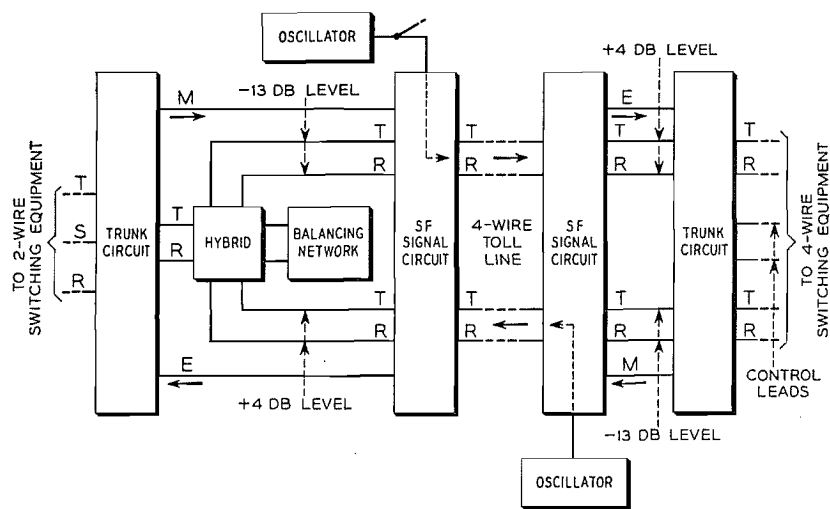 OSCILLATOR
+4 DB LEVEL
M
-13 DB LEVEL
E
T
T
T
T
T
R
R
R
R
T
S
R
TO 2-WIRE
SWITCHING EQUIPMENT
TRUNK
CIRCUIT
T
R
HYBRID
BALANCING
NETWORK
SF
SIGNAL
CIRCUIT
4-WIRE
TOLL
LINE
SF
SIGNAL
CIRCUIT
TRUNK
CIRCUIT
TO 4-WIRE
SWITCHING EQUIPMENT
T
T
T
T
R
R
R
R
E
M
+4 DB LEVEL
CONTROL
LEADS
-13 DB LEVEL
OSCILLATOR